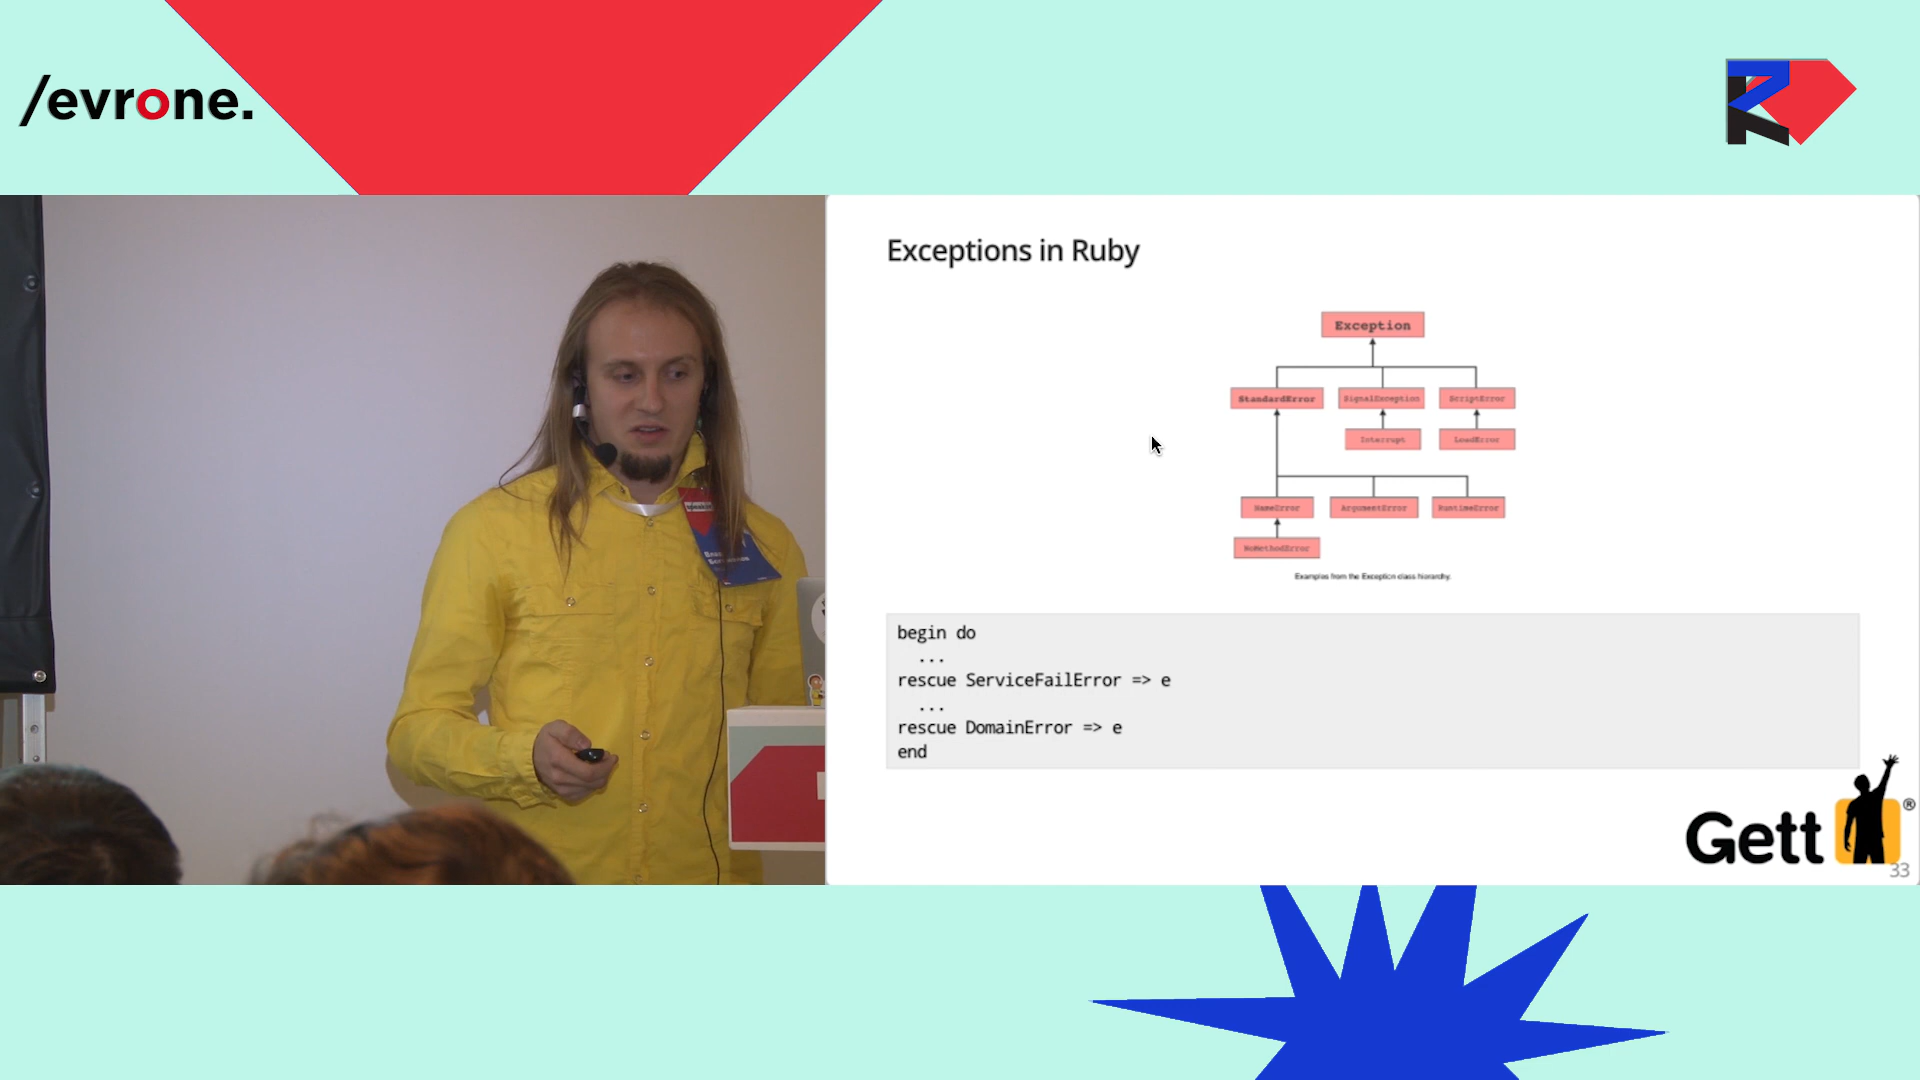 /evrone.
Exceptions in Ruby
Exception
StandardError
SignalException
ScriptError
Interrupt
LoadError
NameError
ArgumentError
RuntimeError
NoMethodError
Examples from the Exception class hierarchy.
begin do
...
rescue ServiceFailError => e
...
rescue DomainError => e
end
Gett®
33